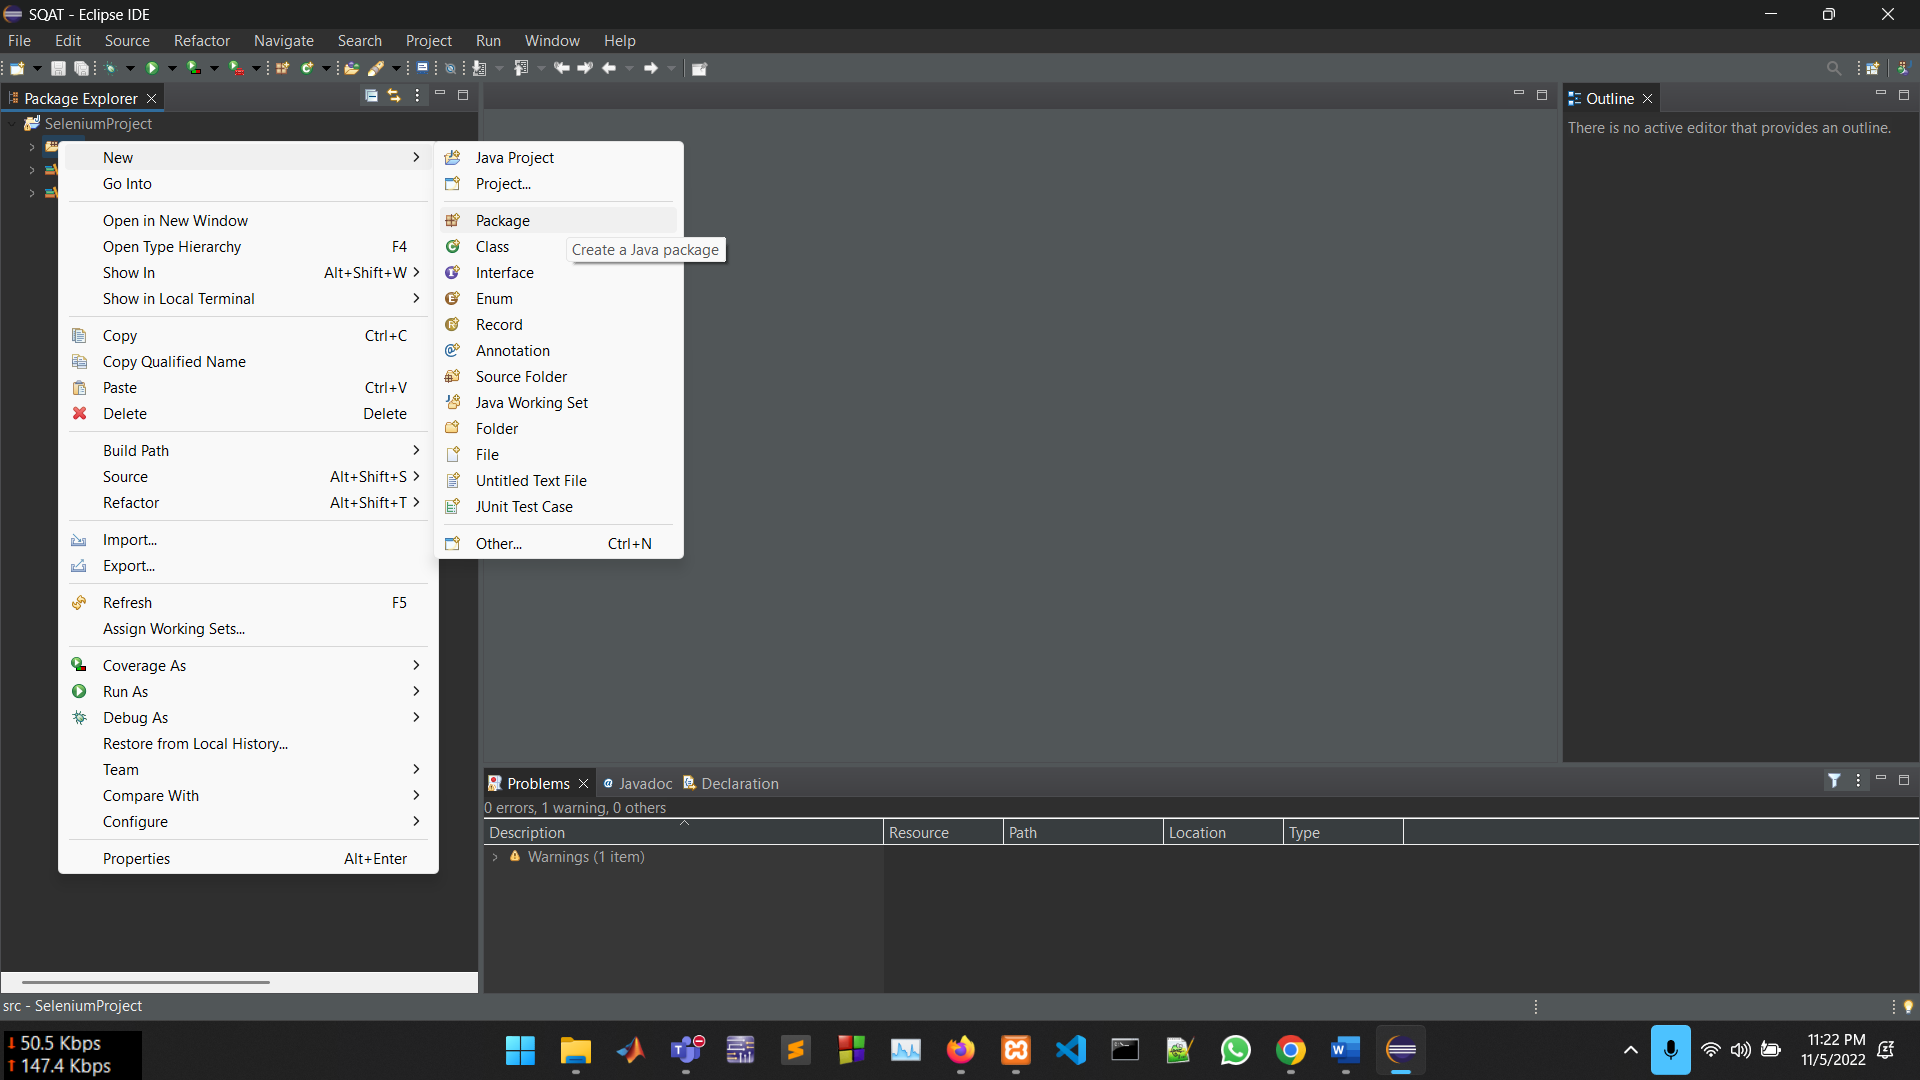 SQAT - Eclipse IDE
File Edit Source Refactor Navigate Search Project Run Window Help
Package Explorer
SeleniumProject
New
Go Into
Open in New Window
Open Type Hierarchy F4
Show In Alt+Shift+W
Show in Local Terminal
Copy Ctrl+C
Copy Qualified Name
Paste Ctrl+V
Delete Delete
Build Path
Source Alt+Shift+S
Refactor Alt+Shift+T
Import...
Export...
Refresh F5
Assign Working Sets...
Coverage As
Run As
Debug As
Restore from Local History...
Team
Compare With
Configure
Properties Alt+Enter
Java Project
Project...
Package
Class
Create a Java package
Interface
Enum
Record
Annotation
Source Folder
Java Working Set
Folder
File
Untitled Text File
JUnit Test Case
Other... Ctrl+N
Outline
There is no active editor that provides an outline.
Problems Javadoc Declaration
0 errors, 1 warning, 0 others
Description Resource Path Location Type
Warnings (1 item)
src - SeleniumProject
50.5 Kbps
147.4 Kbps
11:22 PM
11/5/2022